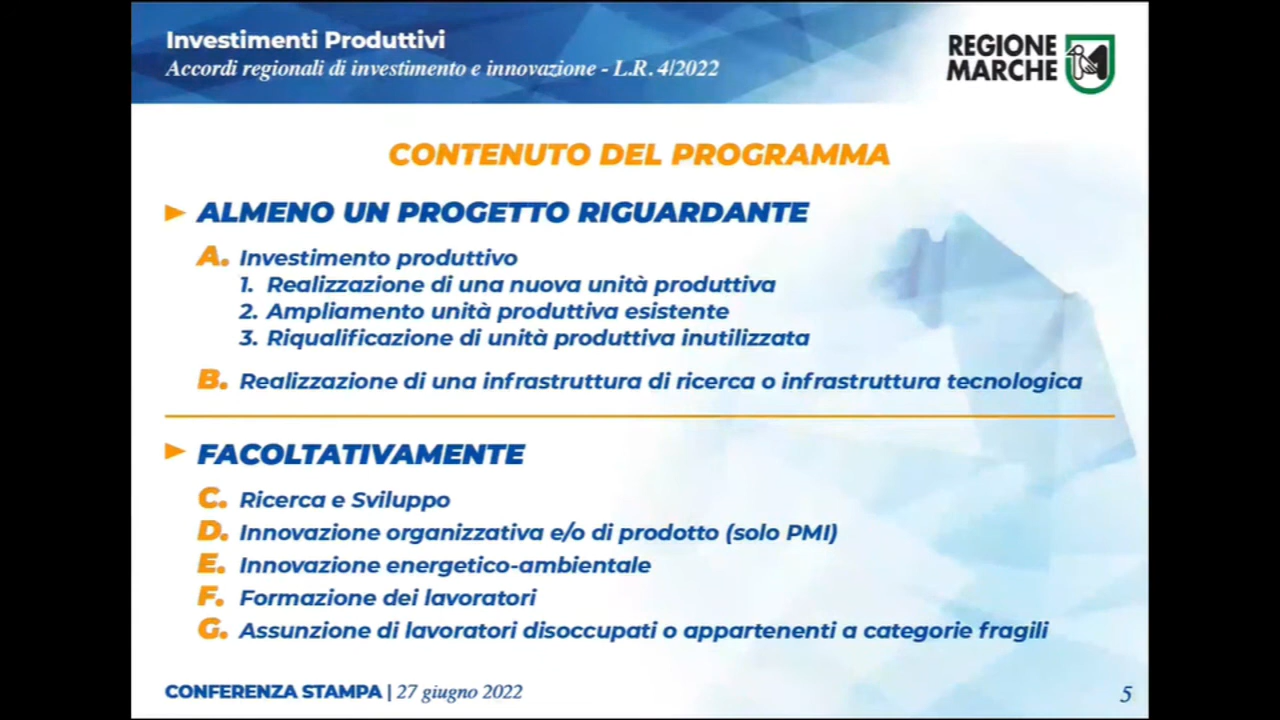 Investimenti Produttivi
Accordi regionali di investimento e innovazione - L.R. 4/2022
REGIONE
MARCHE
CONTENUTO DEL PROGRAMMA
ALMENO UN PROGETTO RIGUARDANTE
A. Investimento produttivo
1. Realizzazione di una nuova unità produttiva
2. Ampliamento unità produttiva esistente
3. Riqualificazione di unità produttiva inutilizzata
B. Realizzazione di una infrastruttura di ricerca o infrastruttura tecnologica
FACOLTATIVAMENTE
C. Ricerca e Sviluppo
D. Innovazione organizzativa e/o di prodotto (solo PMI)
E. Innovazione energetico-ambientale
F. Formazione dei lavoratori
G. Assunzione di lavoratori disoccupati o appartenenti a categorie fragili
CONFERENZA STAMPA | 27 giugno 2022
5